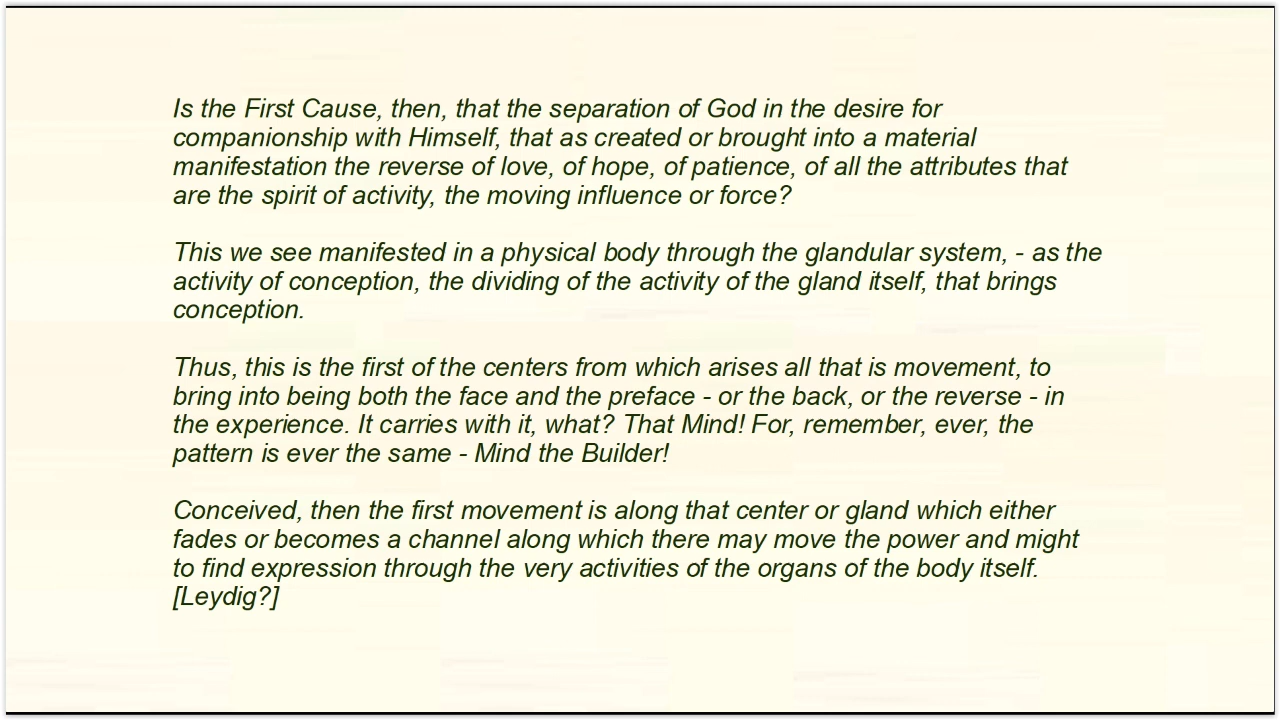 Is the First Cause, then, that the separation of God in the desire for
companionship with Himself, that as created or brought into a material
manifestation the reverse of love, of hope, of patience, of all the attributes that
are the spirit of activity, the moving influence or force?
This we see manifested in a physical body through the glandular system, - as the
activity of conception, the dividing of the activity of the gland itself, that brings
conception.
Thus, this is the first of the centers from which arises all that is movement, to
bring into being both the face and the preface - or the back, or the reverse - in
the experience. It carries with it, what? That Mind! For, remember, ever, the
pattern is ever the same - Mind the Builder!
Conceived, then the first movement is along that center or gland which either
fades or becomes a channel along which there may move the power and might
to find expression through the very activities of the organs of the body itself.
[Leydig?]